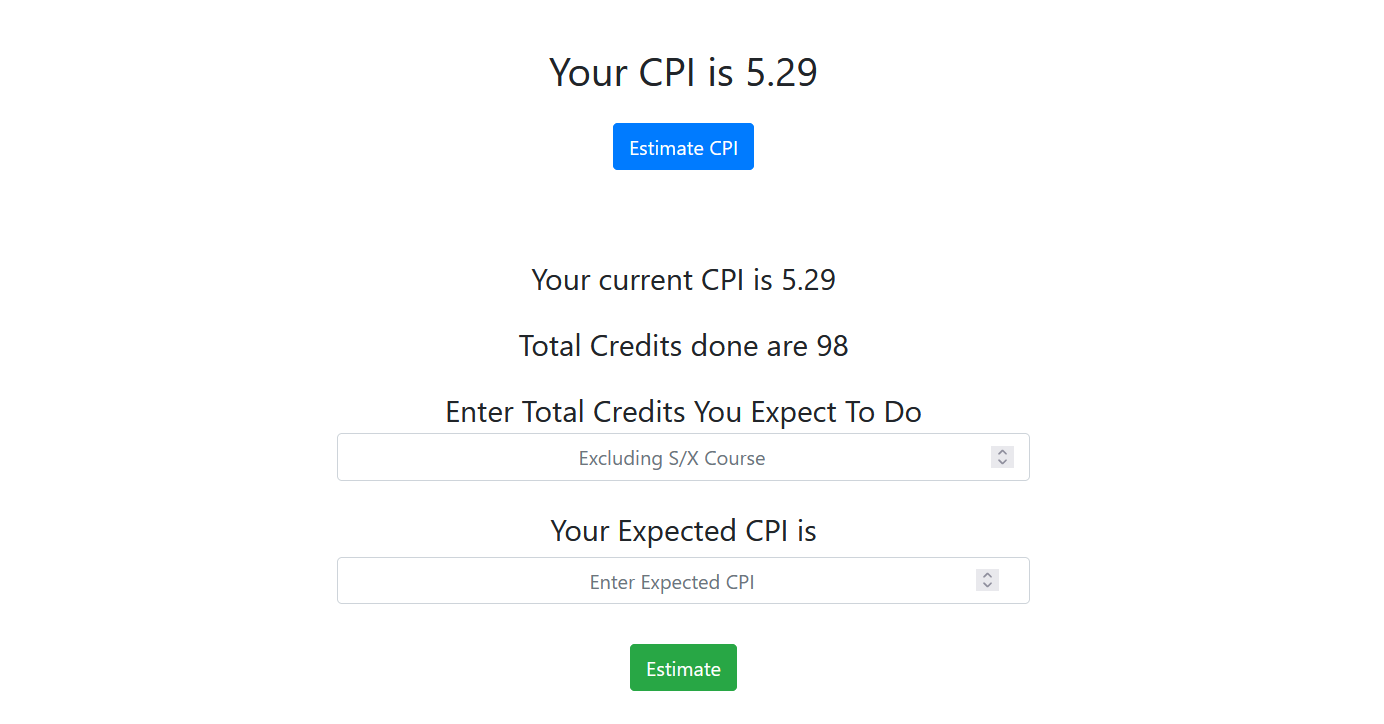 Your CPI is 5.29
Estimate CPI
Your current CPI is 5.29
Total Credits done are 98
Enter Total Credits You Expect To Do
Excluding S/X Course
Your Expected CPI is
Enter Expected CPI
Estimate